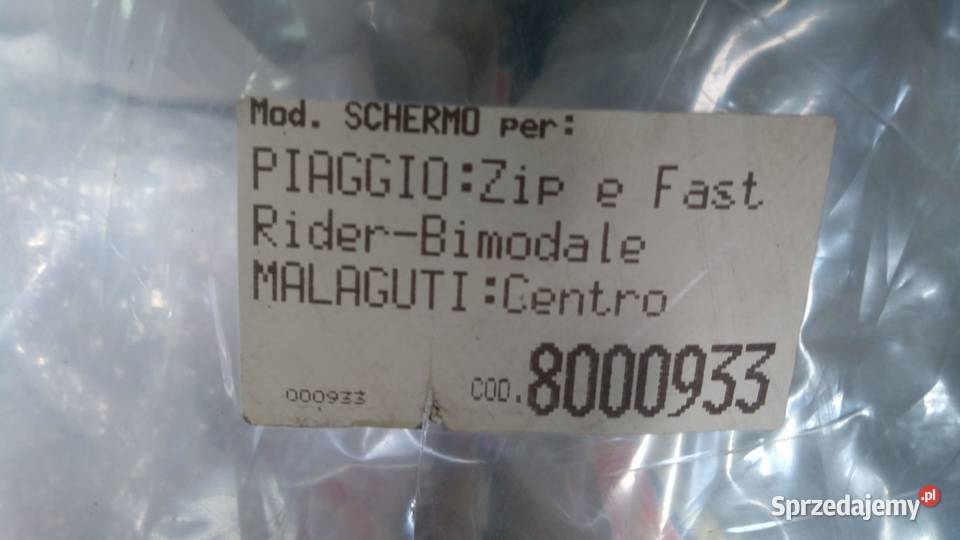 Mod. SCHERMO per:
PIAGGIO:Zip e Fast
Rider-Bimodale
MALAGUTI:Centro
000933 COD.8000933
Sprzedajemy.pl